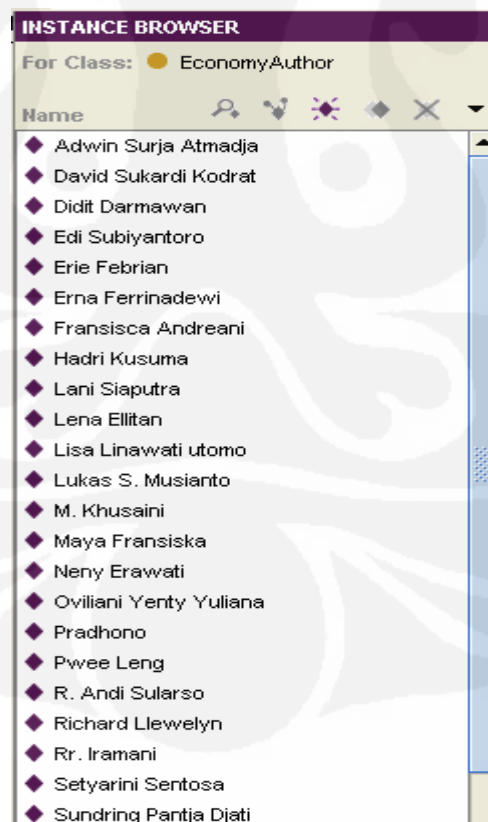 INSTANCE BROWSER
For Class: EconomyAuthor
Name
Adwin Surja Atmadja
David Sukardi Kodrat
Didit Darmawan
Edi Subiyantoro
Erie Febrian
Erna Ferrinadewi
Fransisca Andreani
Hadri Kusuma
Lani Siaputra
Lena Ellitan
Lisa Linawati utomo
Lukas S. Musianto
M. Khusaini
Maya Fransiska
Neny Erawati
Oviliani Yenty Yuliana
Pradhono
Pwee Leng
R. Andi Sularso
Richard Llewelyn
Rr. Iramani
Setyarini Sentosa
Sundring Pantja Djati